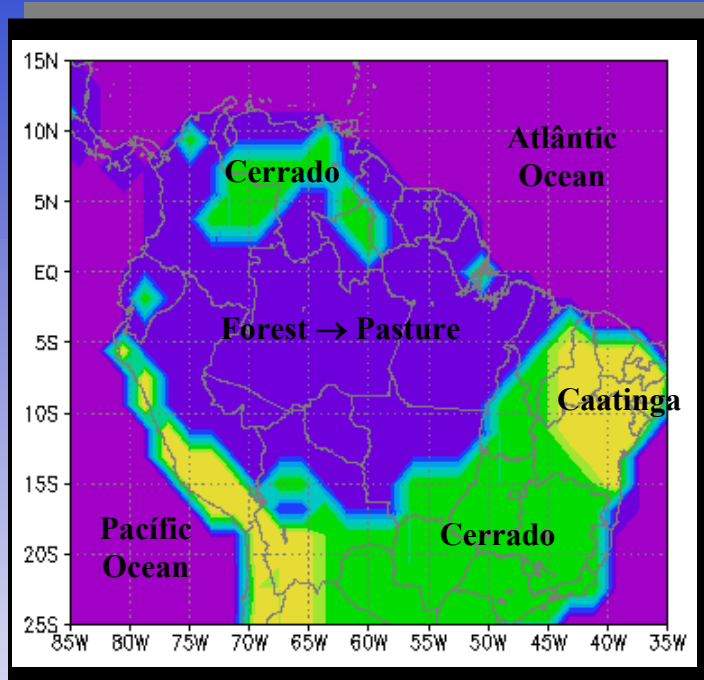 15N
10N
5N
EQ
5S
10S
15S
20S
25S
Atlântic
Ocean
Cerrado
Forest → Pasture
Caatinga
Cerrado
Pacífic
Ocean
85W 80W 75W 70W 65W 60W 55W 50W 45W 40W 35W